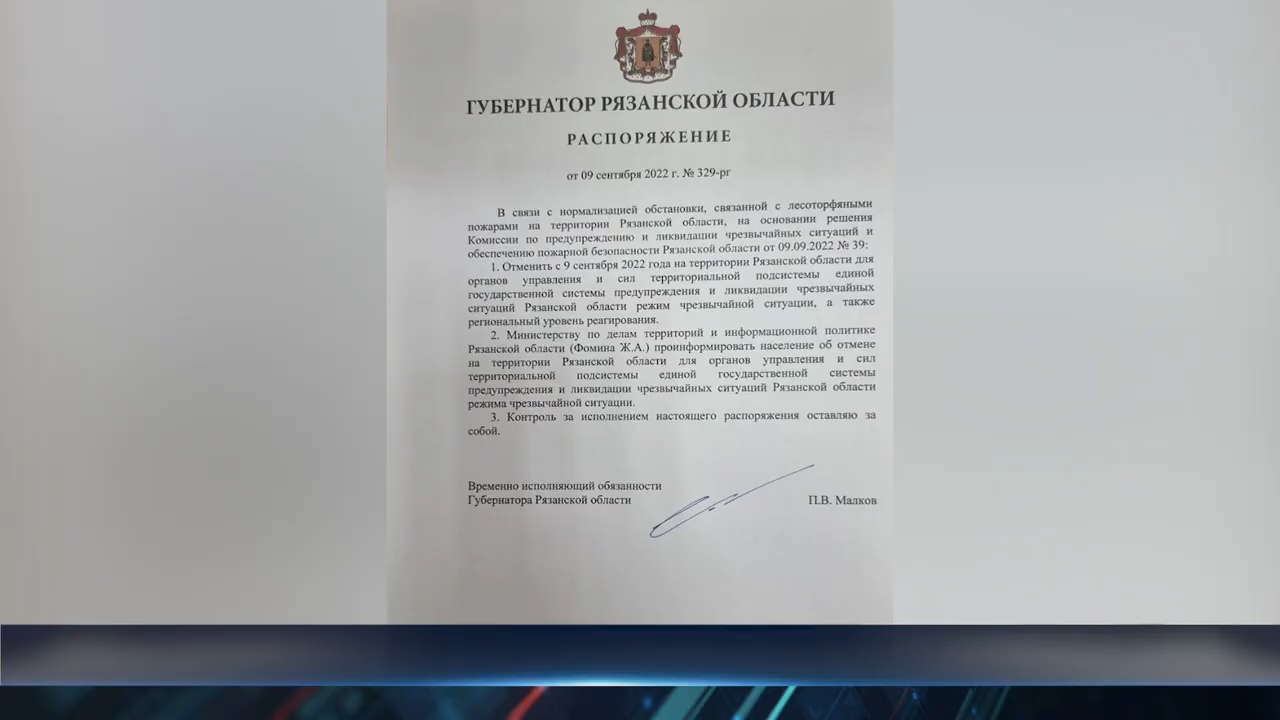 ГУБЕРНАТОР РЯЗАНСКОЙ ОБЛАСТИ
РАСПОРЯЖЕНИЕ
от 09 сентября 2022 г. № 329-рг
В связи с нормализацией обстановки, связанной с лесоторфяными
пожарами на территории Рязанской области, на основании решения
Комиссии по предупреждению и ликвидации чрезвычайных ситуаций и
обеспечению пожарной безопасности Рязанской области от 09.09.2022 № 39:
1. Отменить с 9 сентября 2022 года на территории Рязанской области для
органов управления и сил территориальной подсистемы единой
государственной системы предупреждения и ликвидации чрезвычайных
ситуаций Рязанской области режим чрезвычайной ситуации, а также
региональный уровень реагирования.
2. Министерству по делам территорий и информационной политике
Рязанской области (Фомина Ж.А.) проинформировать население об отмене
на территории Рязанской области для органов управления и сил
территориальной подсистемы единой государственной системы
предупреждения и ликвидации чрезвычайных ситуаций Рязанской области
режима чрезвычайной ситуации.
3. Контроль за исполнением настоящего распоряжения оставляю за
собой.
Временно исполняющий обязанности
Губернатора Рязанской области
П.В. Малков